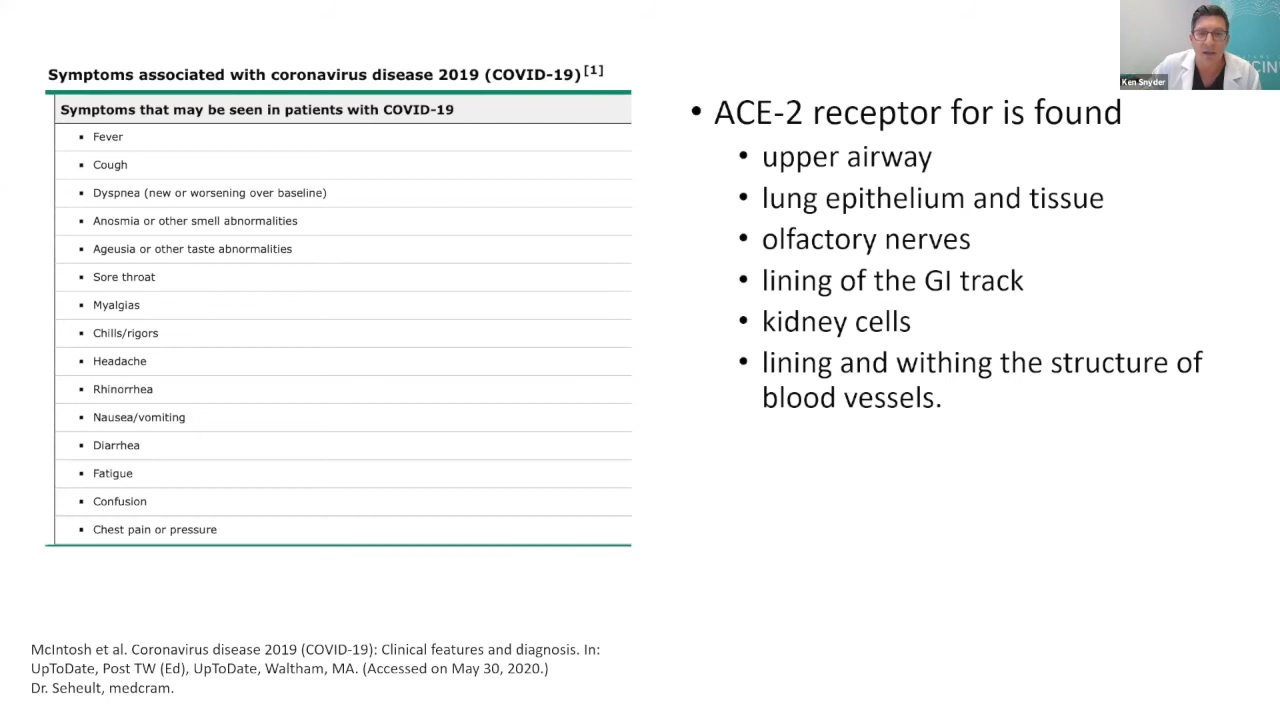 Symptoms associated with coronavirus disease 2019 (COVID-19)[1]
Symptoms that may be seen in patients with COVID-19
▪ Fever
▪ Cough
▪ Dyspnea (new or worsening over baseline)
▪ Anosmia or other smell abnormalities
▪ Ageusia or other taste abnormalities
▪ Sore throat
▪ Myalgias
▪ Chills/rigors
▪ Headache
▪ Rhinorrhea
▪ Nausea/vomiting
▪ Diarrhea
▪ Fatigue
▪ Confusion
▪ Chest pain or pressure
McIntosh et al. Coronavirus disease 2019 (COVID-19): Clinical features and diagnosis. In:
UpToDate, Post TW (Ed), UpToDate, Waltham, MA. (Accessed on May 30, 2020.)
Dr. Seheult, medcram.
• ACE-2 receptor for is found
• upper airway
• lung epithelium and tissue
• olfactory nerves
• lining of the GI track
• kidney cells
• lining and withing the structure of
blood vessels.
Ken Snyder